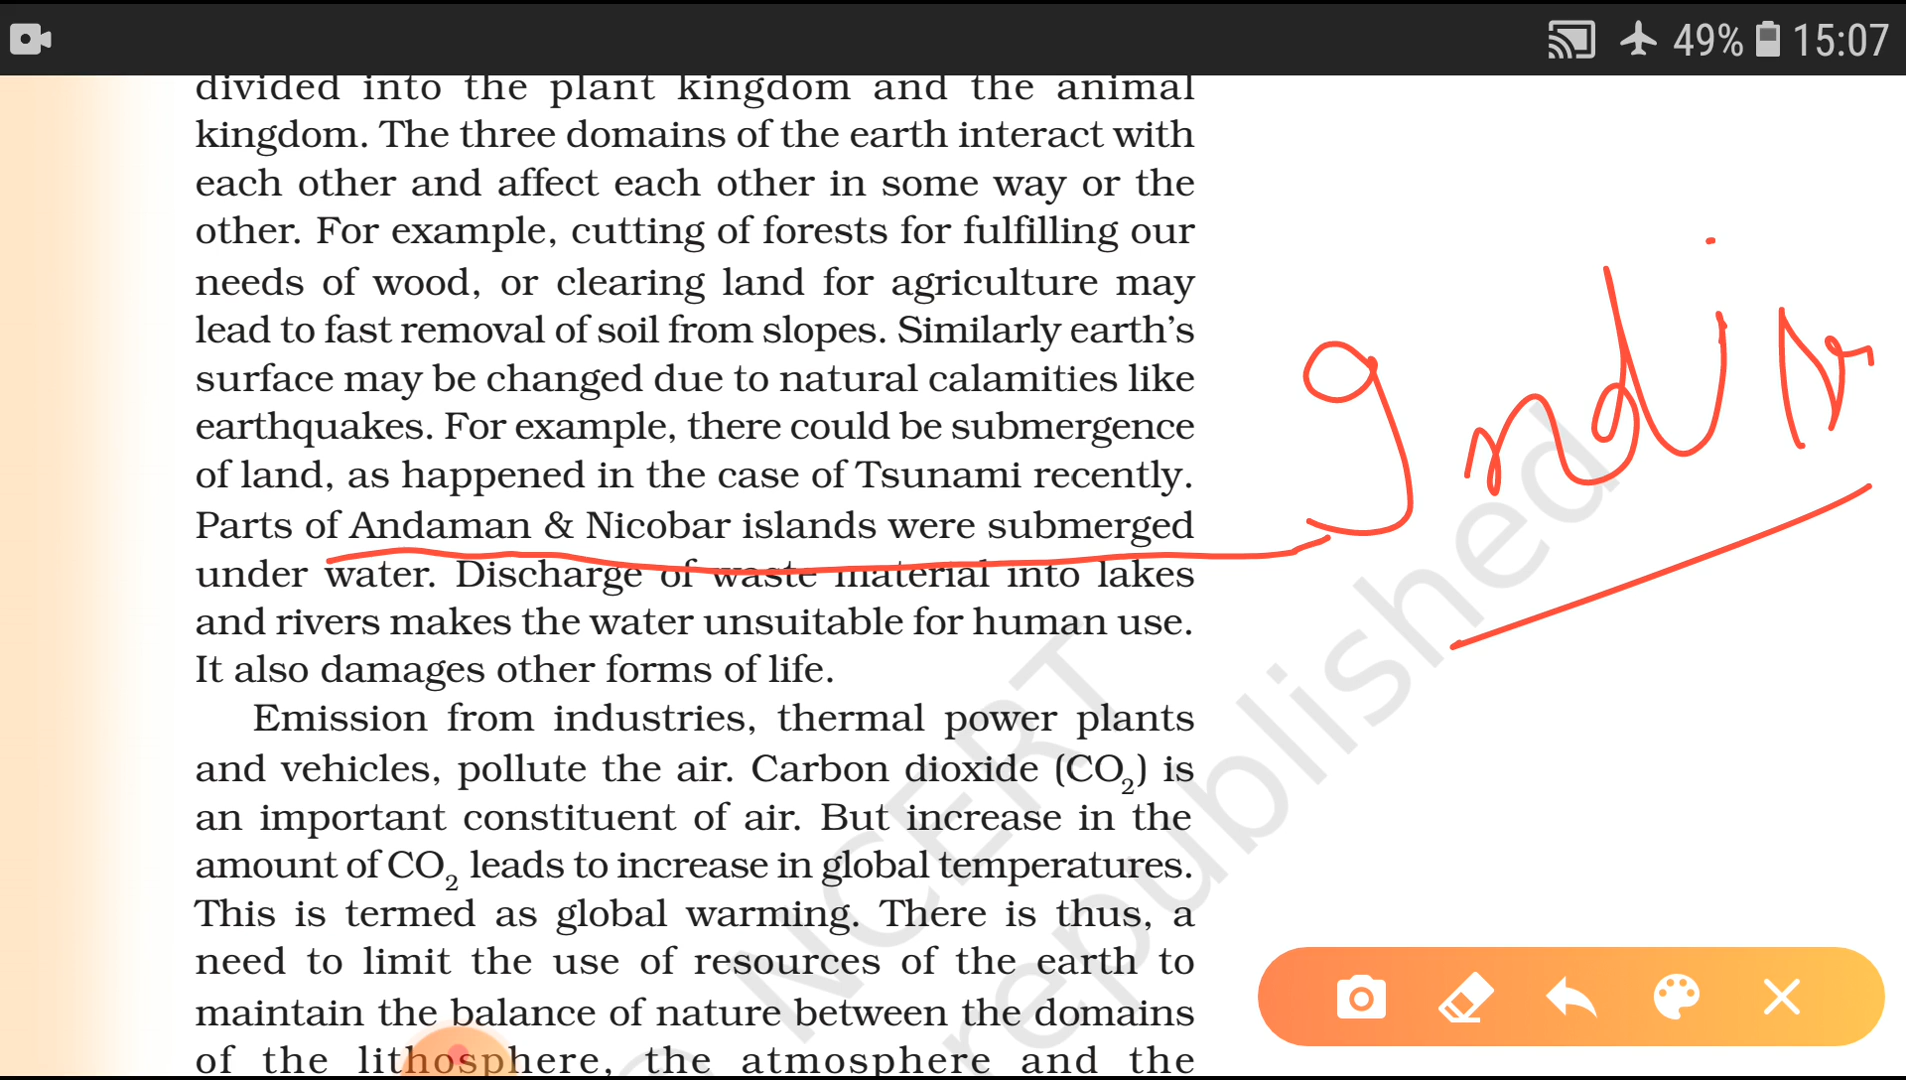 49% 15:07
divided into the plant kingdom and the animal
kingdom. The three domains of the earth interact with
each other and affect each other in some way or the
other. For example, cutting of forests for fulfilling our
needs of wood, or clearing land for agriculture may
lead to fast removal of soil from slopes. Similarly earth’s
surface may be changed due to natural calamities like
earthquakes. For example, there could be submergence
of land, as happened in the case of Tsunami recently.
Parts of Andaman & Nicobar islands were submerged
under water. Discharge of waste material into lakes
and rivers makes the water unsuitable for human use.
It also damages other forms of life.
Emission from industries, thermal power plants
and vehicles, pollute the air. Carbon dioxide (CO₂) is
an important constituent of air. But increase in the
amount of CO₂ leads to increase in global temperatures.
This is termed as global warming. There is thus, a
need to limit the use of resources of the earth to
maintain the balance of nature between the domains
of the lithosphere, the atmosphere and the
India
© NCERT
republished